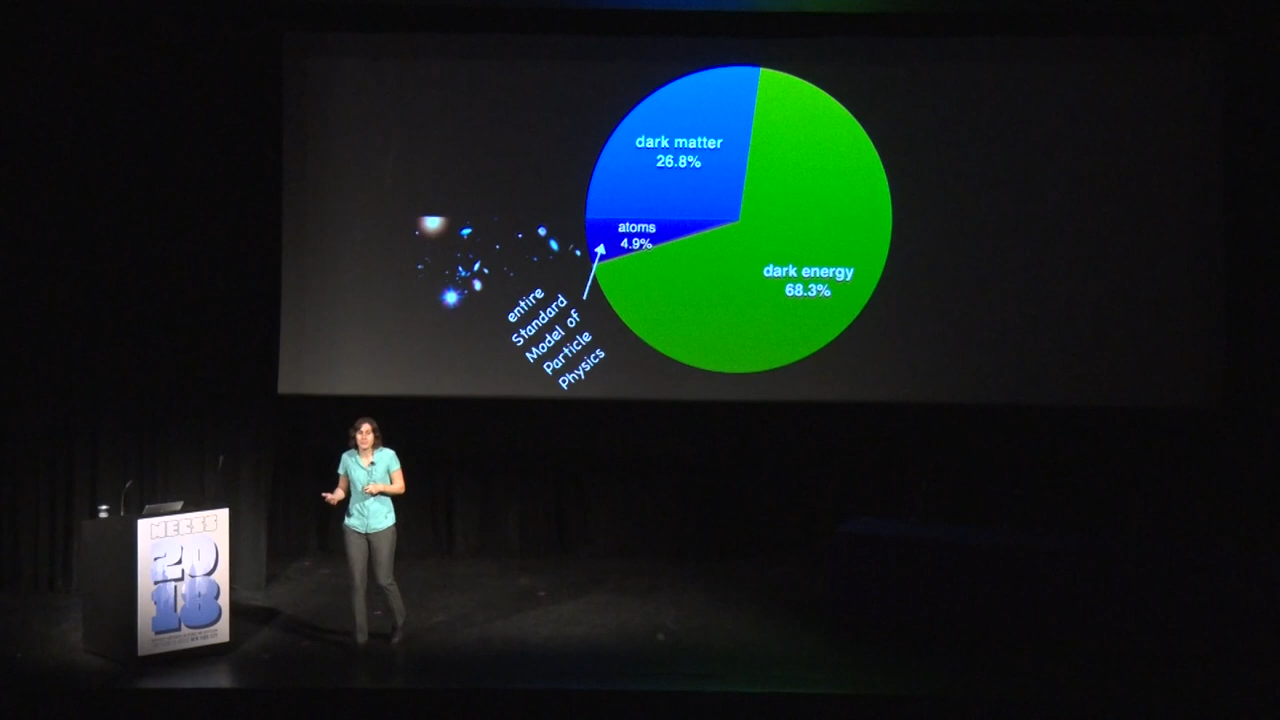 dark matter
26.8%
atoms
4.9%
dark energy
68.3%
entire
Standard
Model of
Particle
Physics
NECSS
20
18